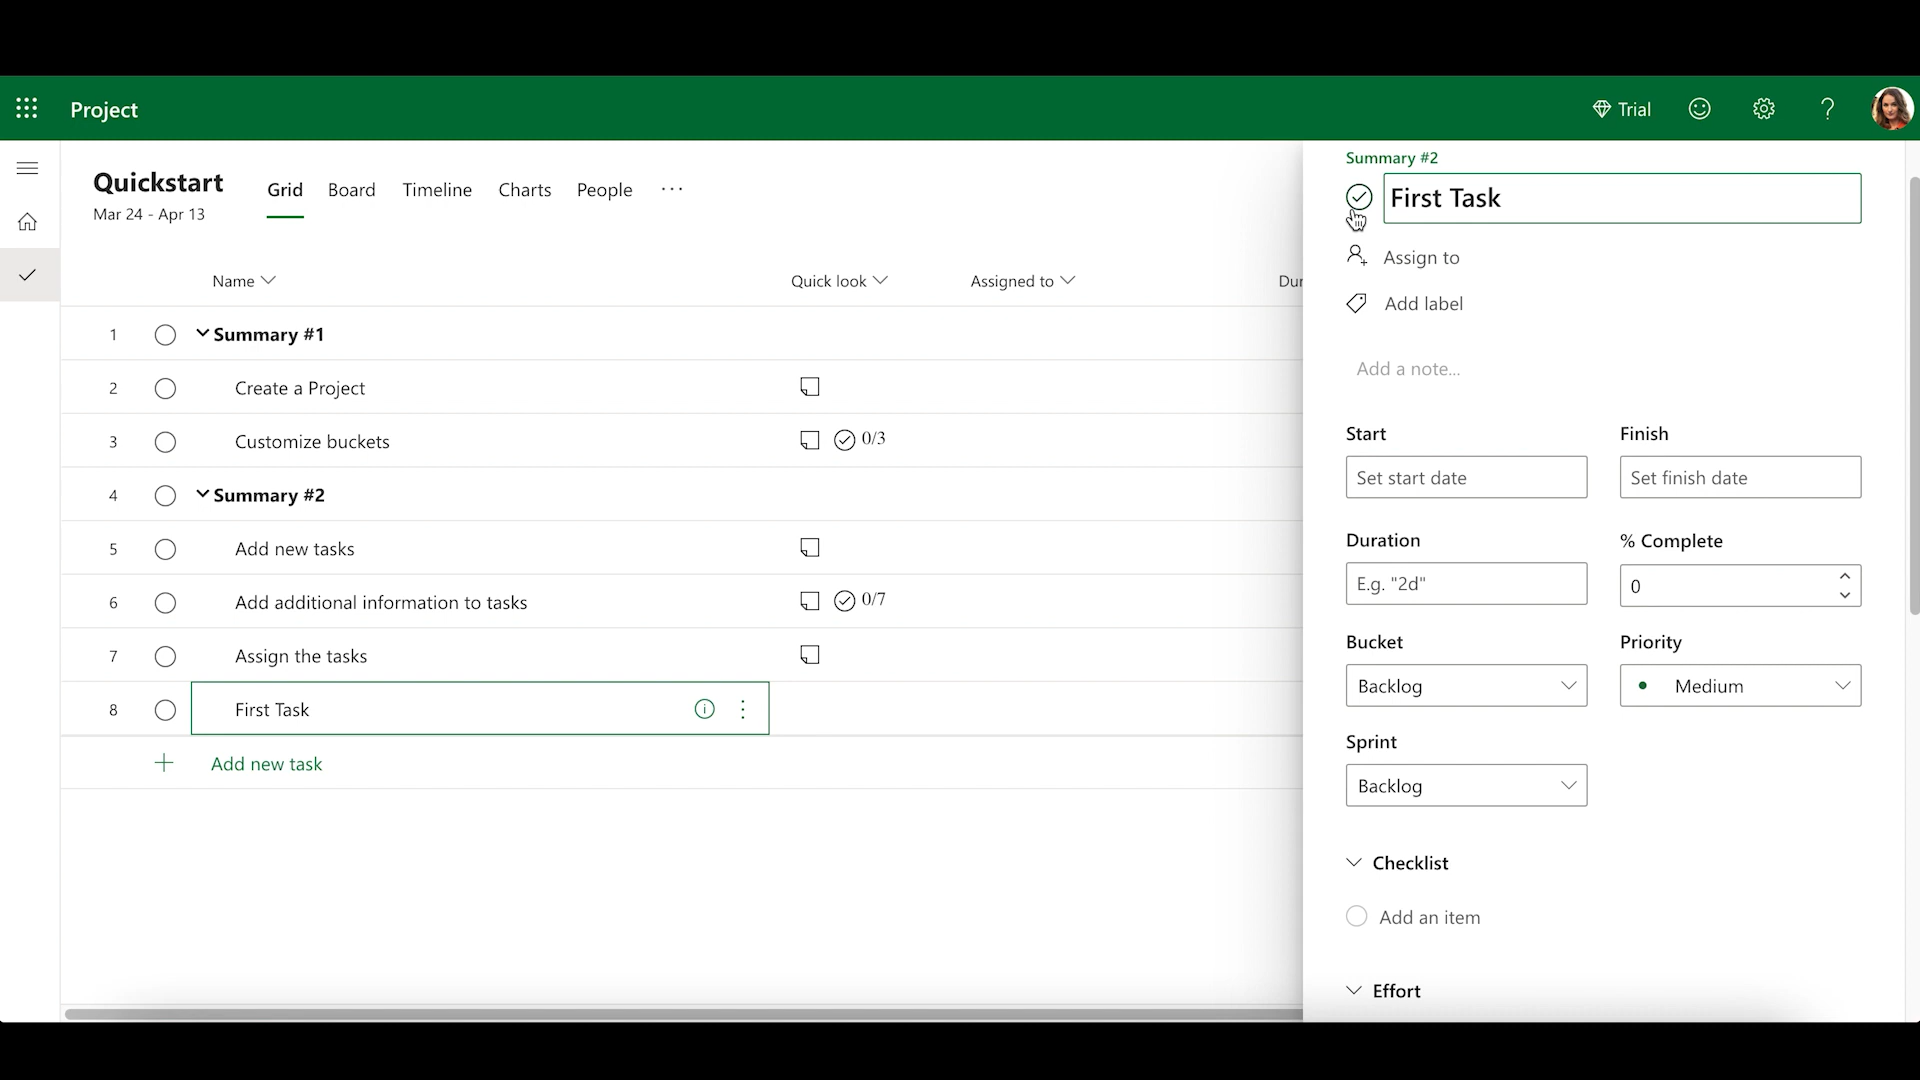 Project
Trial
Quickstart
Mar 24 - Apr 13
Grid
Board
Timeline
Charts
People
Name
Quick look
Assigned to
Dur
1 Summary #1
2 Create a Project
3 Customize buckets 0/3
4 Summary #2
5 Add new tasks
6 Add additional information to tasks 0/7
7 Assign the tasks
8 First Task
Add new task
Summary #2
First Task
Assign to
Add label
Add a note...
Start
Finish
Set start date
Set finish date
Duration
% Complete
E.g. "2d"
0
Bucket
Priority
Backlog
Medium
Sprint
Backlog
Checklist
Add an item
Effort